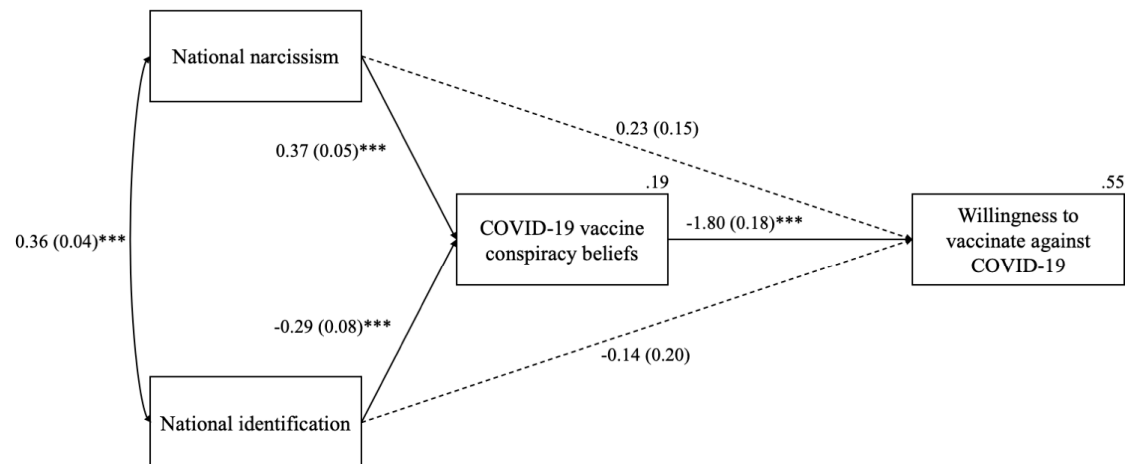 National narcissism
0.23 (0.15)
0.37 (0.05)***
.19
.55
COVID-19 vaccine
conspiracy beliefs
-1.80 (0.18)***
Willingness to
vaccinate against
COVID-19
0.36 (0.04)***
-0.29 (0.08)***
-0.14 (0.20)
National identification